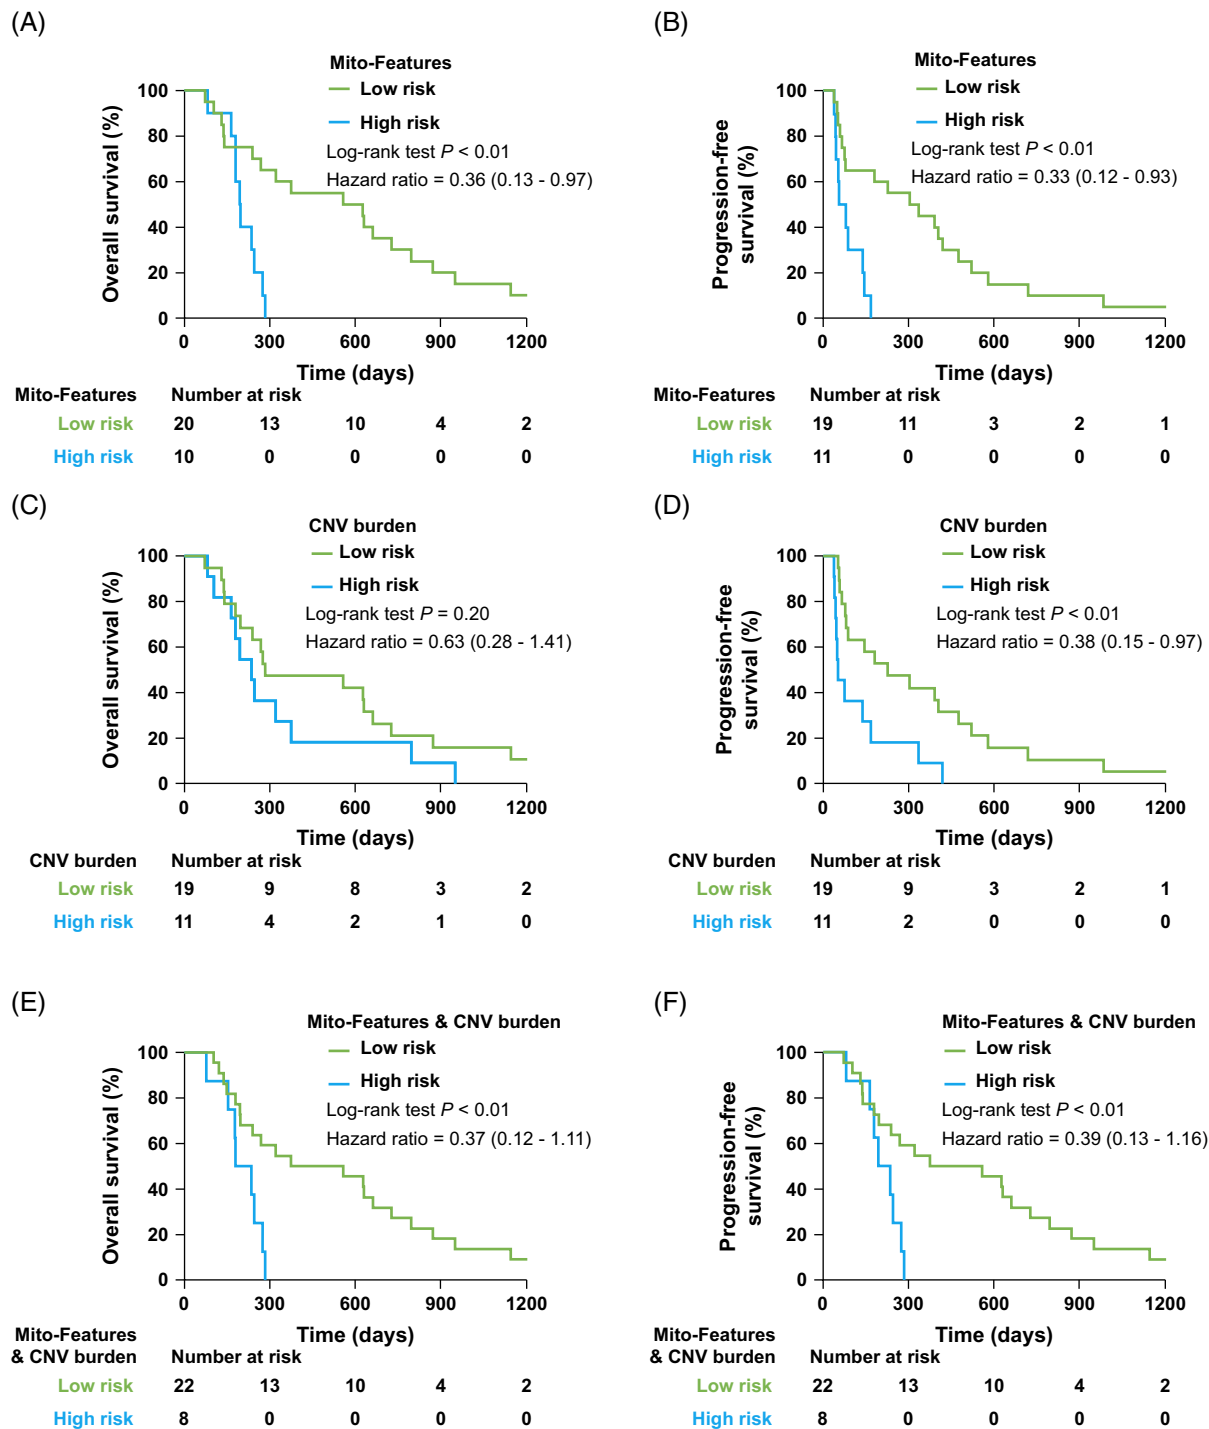 (A)
Mito-Features
Low risk
High risk
Log-rank test P < 0.01
Hazard ratio = 0.36 (0.13 - 0.97)
Overall survival (%)
100
80
60
40
20
0
0 300 600 900 1200
Time (days)
Mito-Features Number at risk
Low risk 20 13 10 4 2
High risk 10 0 0 0 0
(B)
Mito-Features
Low risk
High risk
Log-rank test P < 0.01
Hazard ratio = 0.33 (0.12 - 0.93)
Progression-free
survival (%)
100
80
60
40
20
0
0 300 600 900 1200
Time (days)
Mito-Features Number at risk
Low risk 19 11 3 2 1
High risk 11 0 0 0 0
(C)
CNV burden
Low risk
High risk
Log-rank test P = 0.20
Hazard ratio = 0.63 (0.28 - 1.41)
Overall survival (%)
100
80
60
40
20
0
0 300 600 900 1200
Time (days)
CNV burden Number at risk
Low risk 19 9 8 3 2
High risk 11 4 2 1 0
(D)
CNV burden
Low risk
High risk
Log-rank test P < 0.01
Hazard ratio = 0.38 (0.15 - 0.97)
Progression-free
survival (%)
100
80
60
40
20
0
0 300 600 900 1200
Time (days)
CNV burden Number at risk
Low risk 19 9 3 2 1
High risk 11 2 0 0 0
(E)
Mito-Features & CNV burden
Low risk
High risk
Log-rank test P < 0.01
Hazard ratio = 0.37 (0.12 - 1.11)
Overall survival (%)
100
80
60
40
20
0
0 300 600 900 1200
Time (days)
Mito-Features
& CNV burden Number at risk
Low risk 22 13 10 4 2
High risk 8 0 0 0 0
(F)
Mito-Features & CNV burden
Low risk
High risk
Log-rank test P < 0.01
Hazard ratio = 0.39 (0.13 - 1.16)
Progression-free
survival (%)
100
80
60
40
20
0
0 300 600 900 1200
Time (days)
Mito-Features
& CNV burden Number at risk
Low risk 22 13 10 4 2
High risk 8 0 0 0 0